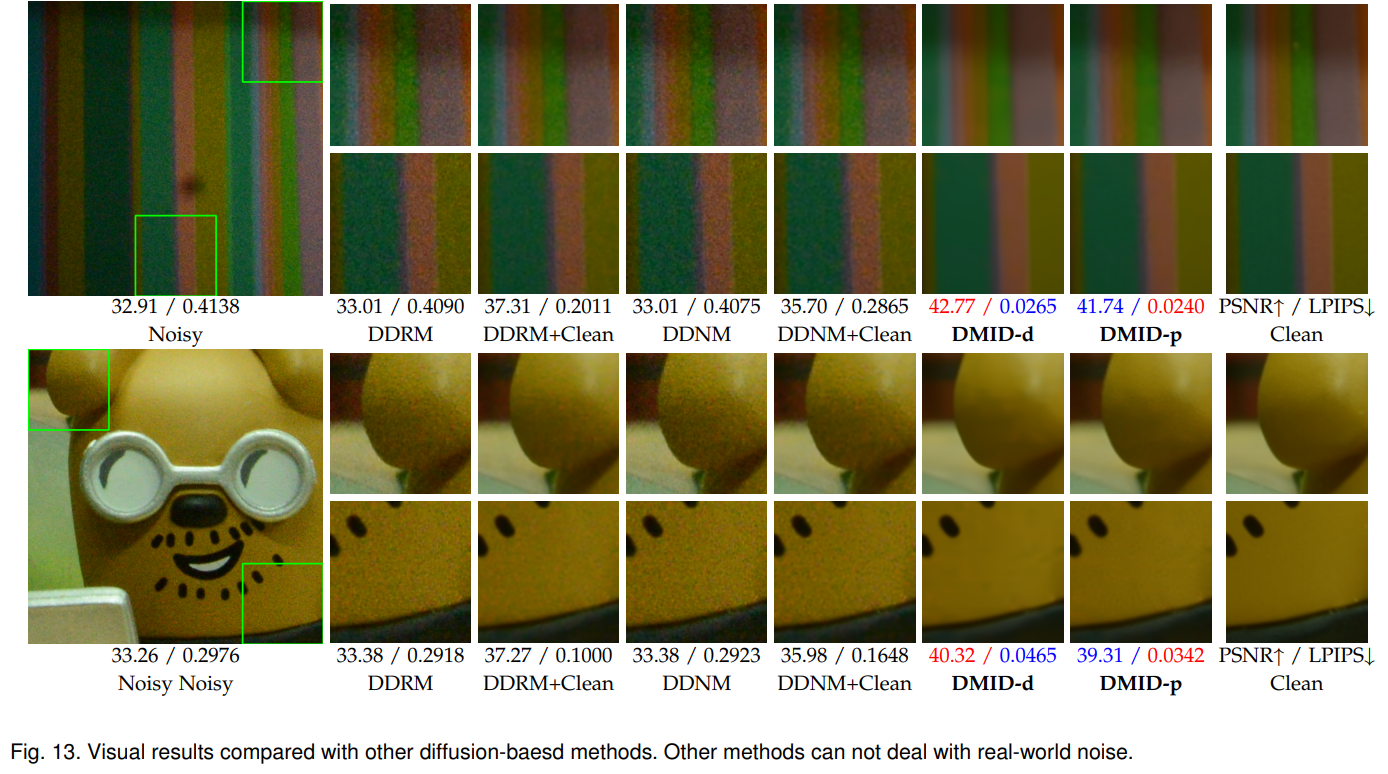 32.91 / 0.4138 33.01 / 0.4090 37.31 / 0.2011 33.01 / 0.4075 35.70 / 0.2865 42.77 / 0.0265 41.74 / 0.0240 PSNR↑ / LPIPS↓
Noisy DDRM DDRM+Clean DDNM DDNM+Clean DMID-d DMID-p Clean
33.26 / 0.2976 33.38 / 0.2918 37.27 / 0.1000 33.38 / 0.2923 35.98 / 0.1648 40.32 / 0.0465 39.31 / 0.0342 PSNR↑ / LPIPS↓
Noisy Noisy DDRM DDRM+Clean DDNM DDNM+Clean DMID-d DMID-p Clean
Fig. 13. Visual results compared with other diffusion-baesd methods. Other methods can not deal with real-world noise.